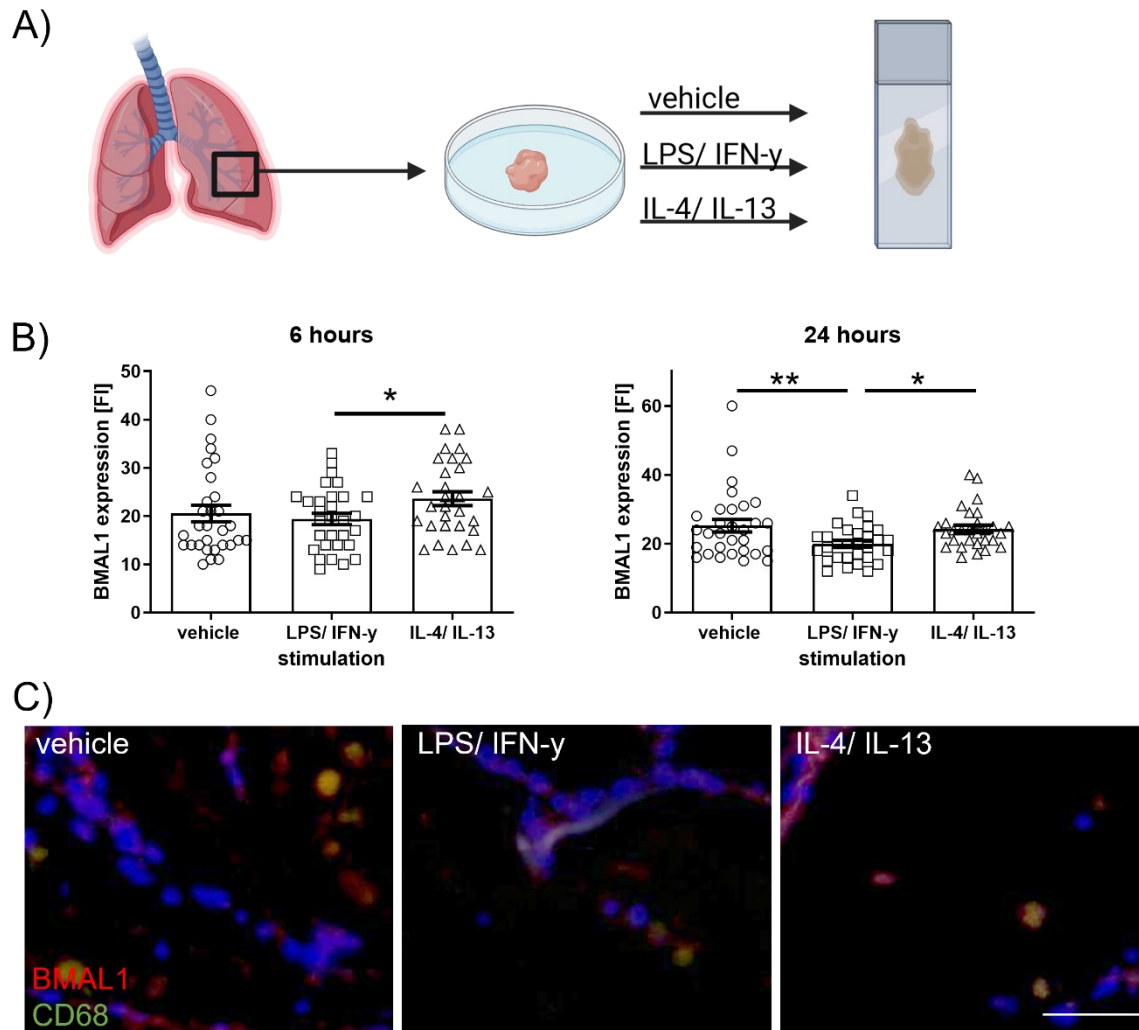 A)
vehicle
LPS/ IFN-y
IL-4/ IL-13
B)
6 hours
BMAL1 expression [FI]
50
40
30
20
10
0
*
vehicle
LPS/ IFN-y
IL-4/ IL-13
stimulation
24 hours
BMAL1 expression [FI]
60
40
20
0
**
*
vehicle
LPS/ IFN-y
IL-4/ IL-13
stimulation
C)
vehicle
LPS/ IFN-y
IL-4/ IL-13
BMAL1
CD68